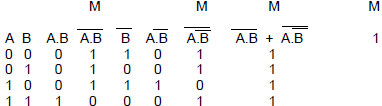 M M M M
A B A.B A̅.̅B̅ B̅ A.B̅ A̅.̅B̿ A̅.̅B̅ + A̅.̅B̿ 1
0 0 0 1 1 0 1 1
0 1 0 1 0 0 1 1
1 0 0 1 1 1 0 1
1 1 1 0 0 0 1 1